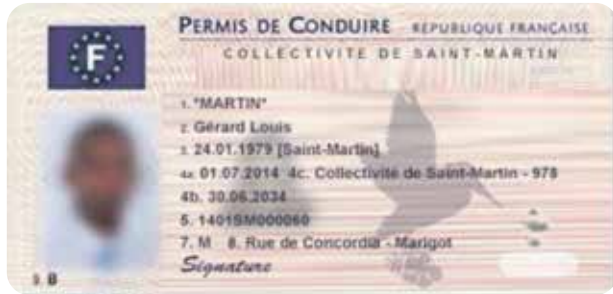 F
PERMIS DE CONDUIRE REPUBLIQUE FRANÇAISE
COLLECTIVITE DE SAINT-MARTIN
1. "MARTIN"
2. Gérard Louis
3. 24.01.1979 [Saint-Martin]
4a. 01.07.2014 4c. Collectivité de Saint-Martin - 978
4b. 30.06.2034
5. 1401SM000060
7. M 8. Rue de Concordia - Marigot
Signature
9. B